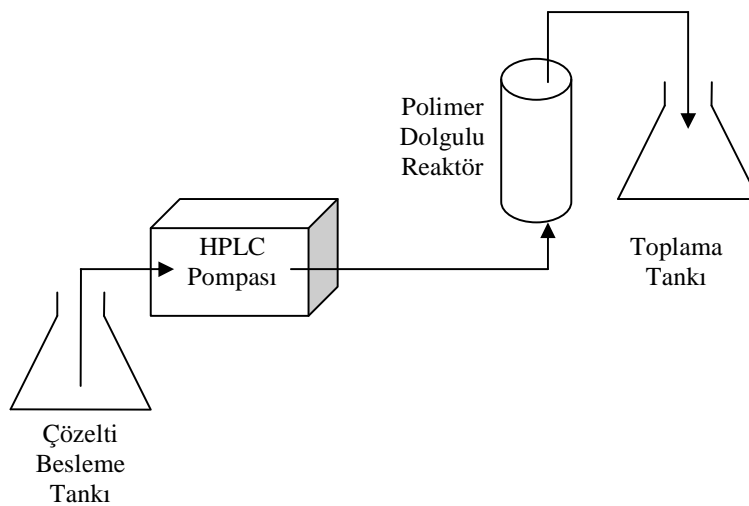 Polimer
Dolgulu
Reaktör
HPLC
Pompası
Toplama
Tankı
Çözelti
Besleme
Tankı